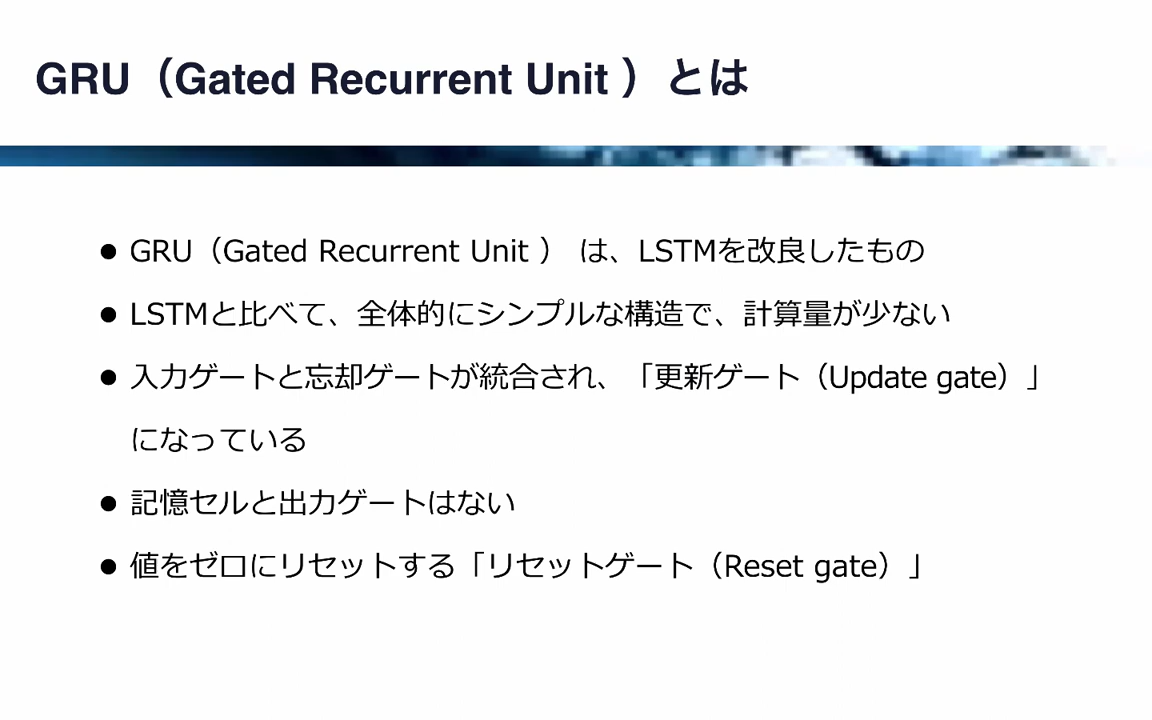 GRU（Gated Recurrent Unit ）とは
● GRU（Gated Recurrent Unit ） は、LSTMを改良したもの
● LSTMと比べて、全体的にシンプルな構造で、計算量が少ない
● 入力ゲートと忘却ゲートが統合され、「更新ゲート（Update gate）」
になっている
● 記憶セルと出力ゲートはない
● 値をゼロにリセットする「リセットゲート（Reset gate）」